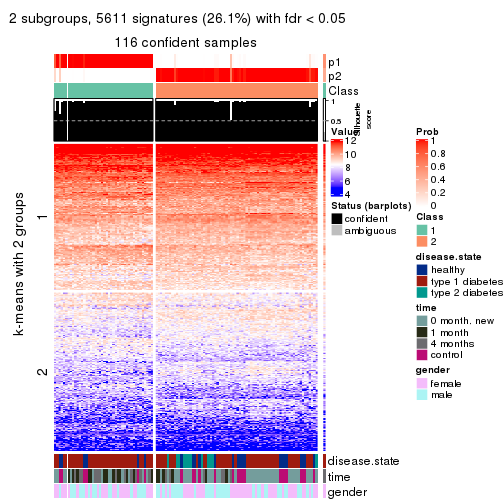 2 subgroups, 5611 signatures (26.1%) with fdr < 0.05
116 confident samples
p1
p2
Class
1
0.5
Silhouette
score
k-means with 2 groups
1
2
Value
12
10
8
6
4
Status (barplots)
confident
ambiguous
Prob
1
0.8
0.6
0.4
0.2
0
Class
1
2
disease.state
healthy
type 1 diabetes
type 2 diabetes
time
0 month. new
1 month
4 months
control
gender
female
male
disease.state
time
gender